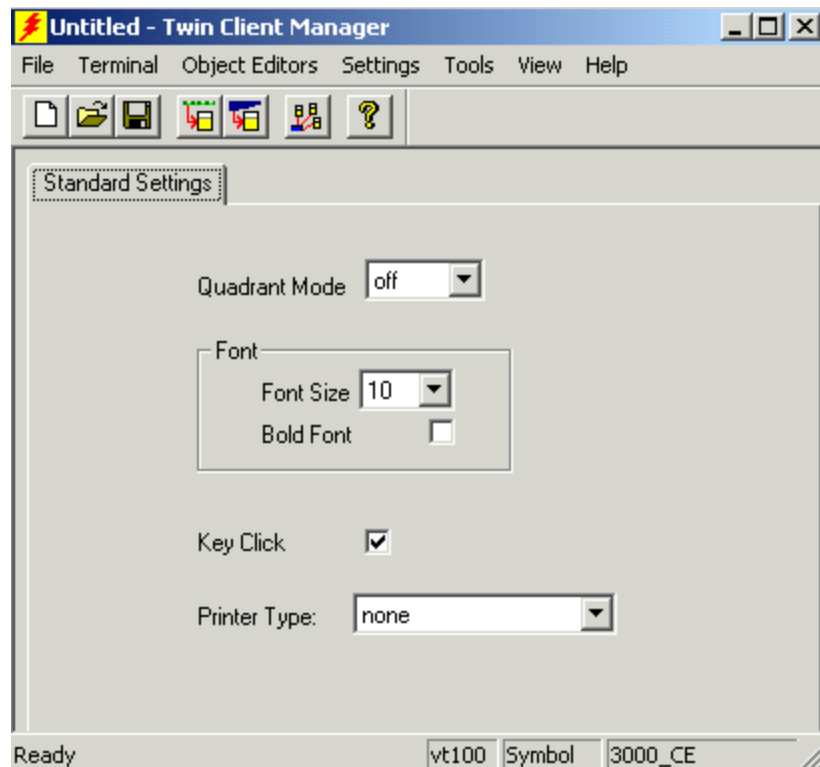 Untitled - Twin Client Manager
File Terminal Object Editors Settings Tools View Help
Standard Settings
Quadrant Mode off
Font
Font Size 10
Bold Font
Key Click
Printer Type: none
Ready vt100 Symbol 3000_CE